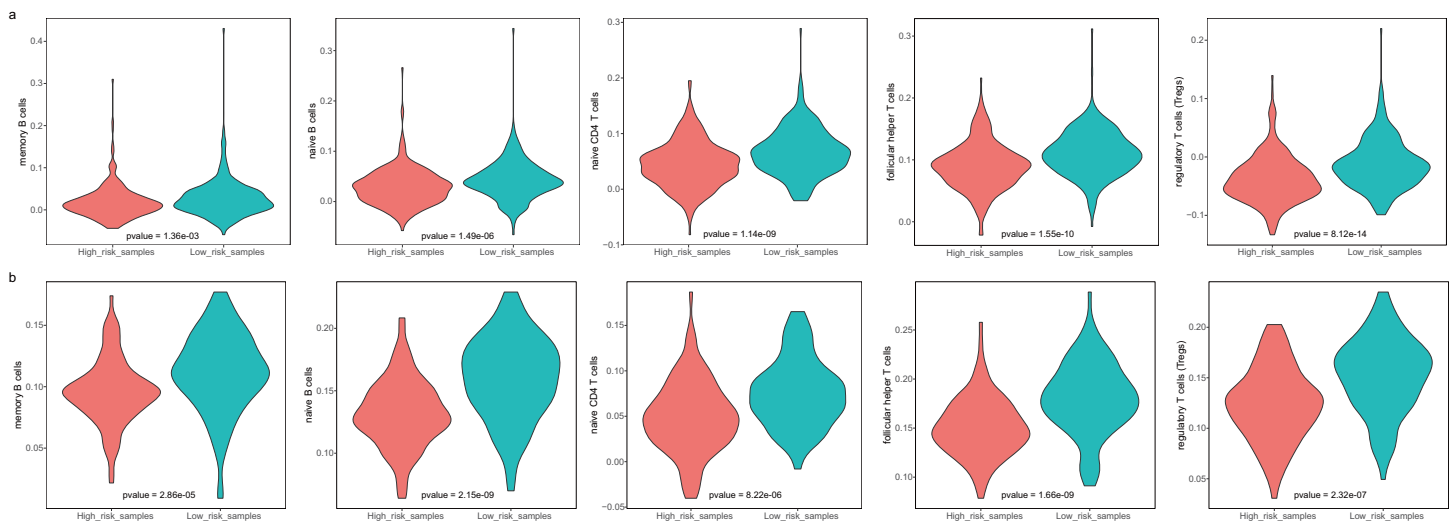 a
memory B cells
0.4
0.3
0.2
0.1
0.0
pvalue = 1.36e-03
High_risk_samples Low_risk_samples
naive B cells
0.3
0.2
0.1
0.0
pvalue = 1.49e-06
High_risk_samples Low_risk_samples
naive CD4 T cells
0.3
0.2
0.1
0.0
−0.1
pvalue = 1.14e-09
High_risk_samples Low_risk_samples
follicular helper T cells
0.3
0.2
0.1
0.0
pvalue = 1.55e-10
High_risk_samples Low_risk_samples
regulatory T cells (Tregs)
0.2
0.1
0.0
−0.1
pvalue = 8.12e-14
High_risk_samples Low_risk_samples
b
memory B cells
0.15
0.10
0.05
pvalue = 2.86e-05
High_risk_samples Low_risk_samples
naive B cells
0.20
0.15
0.10
pvalue = 2.15e-09
High_risk_samples Low_risk_samples
naive CD4 T cells
0.15
0.10
0.05
0.00
−0.05
pvalue = 8.22e-06
High_risk_samples Low_risk_samples
follicular helper T cells
0.25
0.20
0.15
0.10
pvalue = 1.66e-09
High_risk_samples Low_risk_samples
regulatory T cells (Tregs)
0.20
0.15
0.10
0.05
pvalue = 2.32e-07
High_risk_samples Low_risk_samples